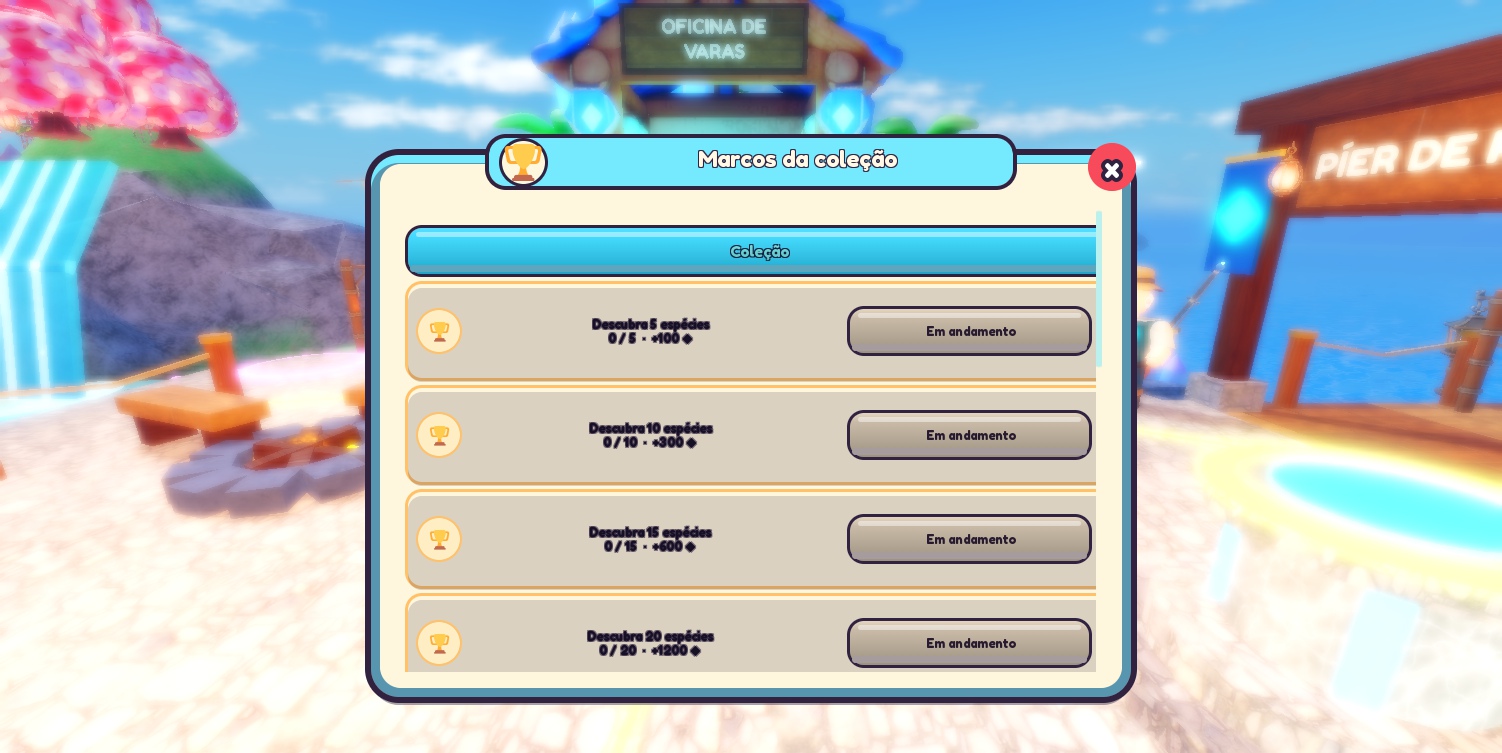 OFICINA DE
VARAS
PÍER DE
Marcos da coleção
Coleção
Descubra 5 espécies
0 / 5 · +100 ◆
Em andamento
Descubra 10 espécies
0 / 10 · +300 ◆
Em andamento
Descubra 15 espécies
0 / 15 · +600 ◆
Em andamento
Descubra 20 espécies
0 / 20 · +1200 ◆
Em andamento